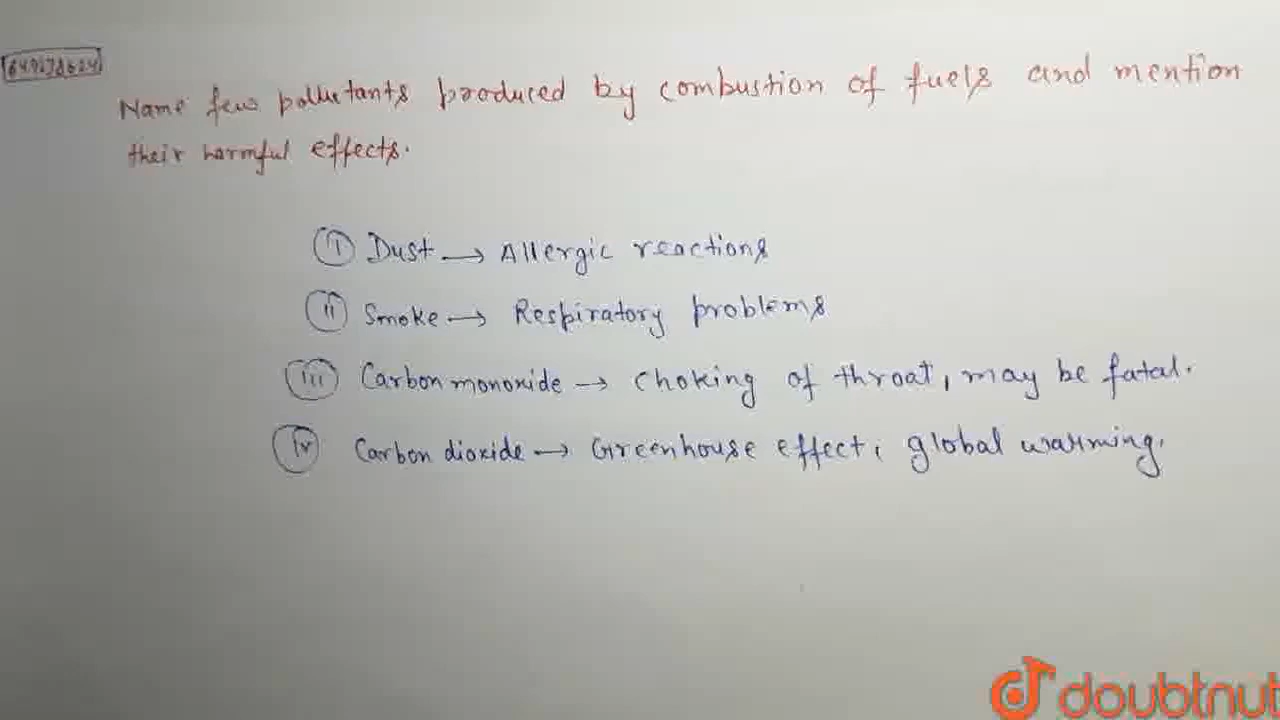 Name few pollutants produced by combustion of fuels and mention
their harmful effects.
(I) Dust → Allergic reactions
(ii) Smoke → Respiratory problems
(iii) Carbon monoxide → choking of throat, may be fatal.
(iv) Carbon dioxide → Greenhouse effect, global warming.
doubtnut